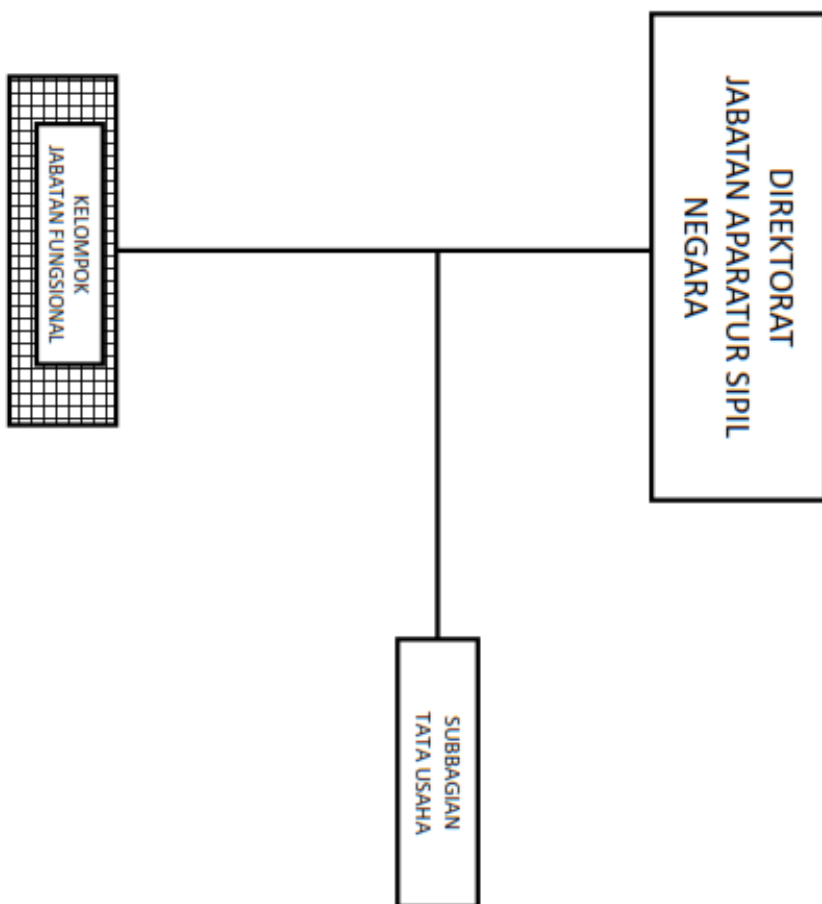 DIREKTORAT
JABATAN APARATUR SIPIL
NEGARA
SUBBAGIAN
TATA USAHA
KELOMPOK
JABATAN FUNGSIONAL